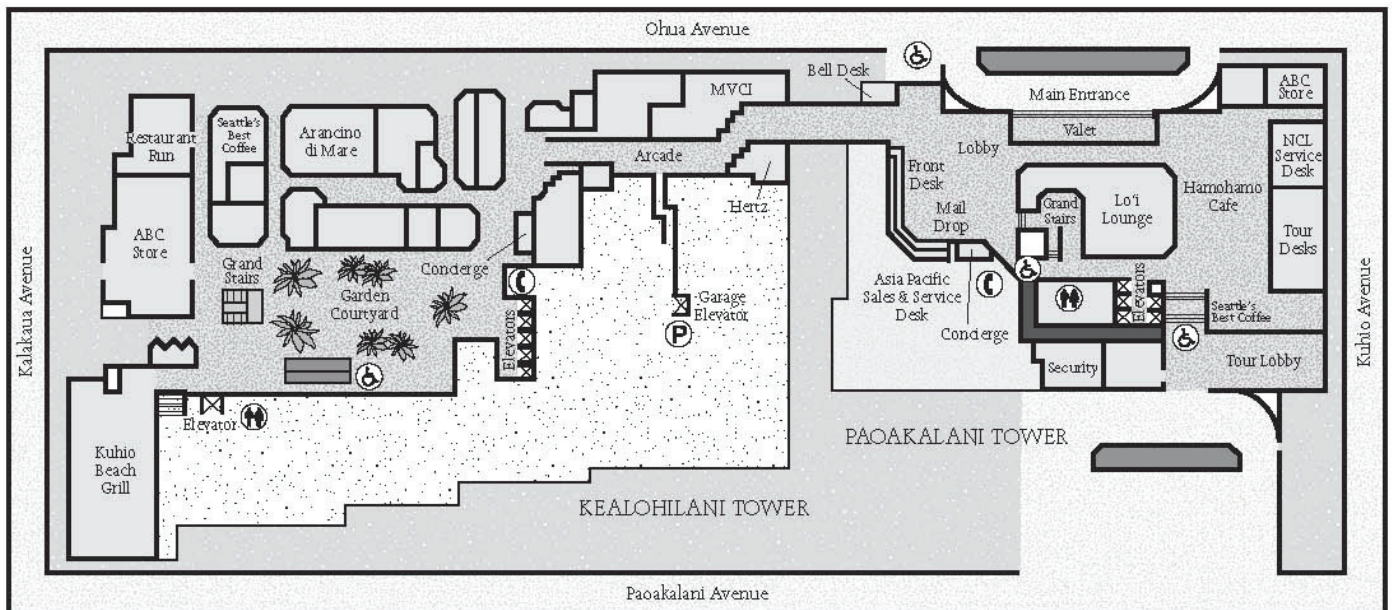 Ohua Avenue
Bell Desk
MVCI
Main Entrance
ABC
Store
Restaurant
Run
Seattle's
Best
Coffee
Arancino
di Mare
Valet
Lobby
Arcade
NCL
Service
Desk
Front
Desk
Hertz
Mail
Drop
Grand
Stairs
Lo'i
Lounge
Hamohamo
Cafe
ABC
Store
Tour
Desks
Grand
Stairs
Concierge
Garden
Courtyard
Garage
Elevator
P
Asia Pacific
Sales & Service
Desk
Concierge
Elevators
Seattle's
Best Coffee
Elevators
Security
Tour Lobby
Kalakaua Avenue
Kuhio Avenue
Elevator
PAOAKALANI TOWER
Kuhio
Beach
Grill
KEALOHILANI TOWER
Paoakalani Avenue